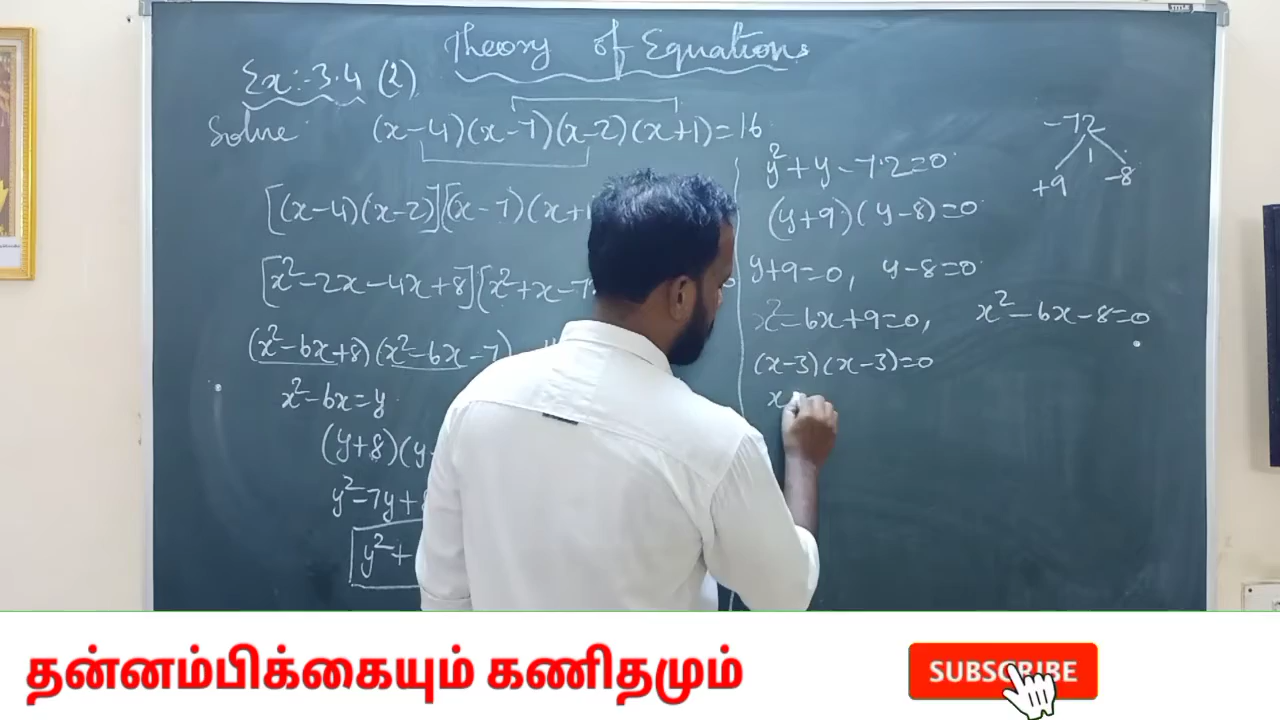 Theory of Equations
Ex:-3.4 (2)
Solve (x-4)(x-7)(x-2)(x+1)=16
[(x-4)(x-2)][(x-7)(x+1
[x²-2x-4x+8][x²+x-7
(x²-6x+8)(x²-6x-7)
x²-6x=y
(y+8)(y-
y²-7y+8
y²+
y²+y-72=0
(y+9)(y-8)=0
y+9=0, y-8=0
x²-6x+9=0, x²-6x-8=0
(x-3)(x-3)=0
x
-72
1
+9 -8
தன்னம்பிக்கையும் கணிதமும்
SUBSCRIBE